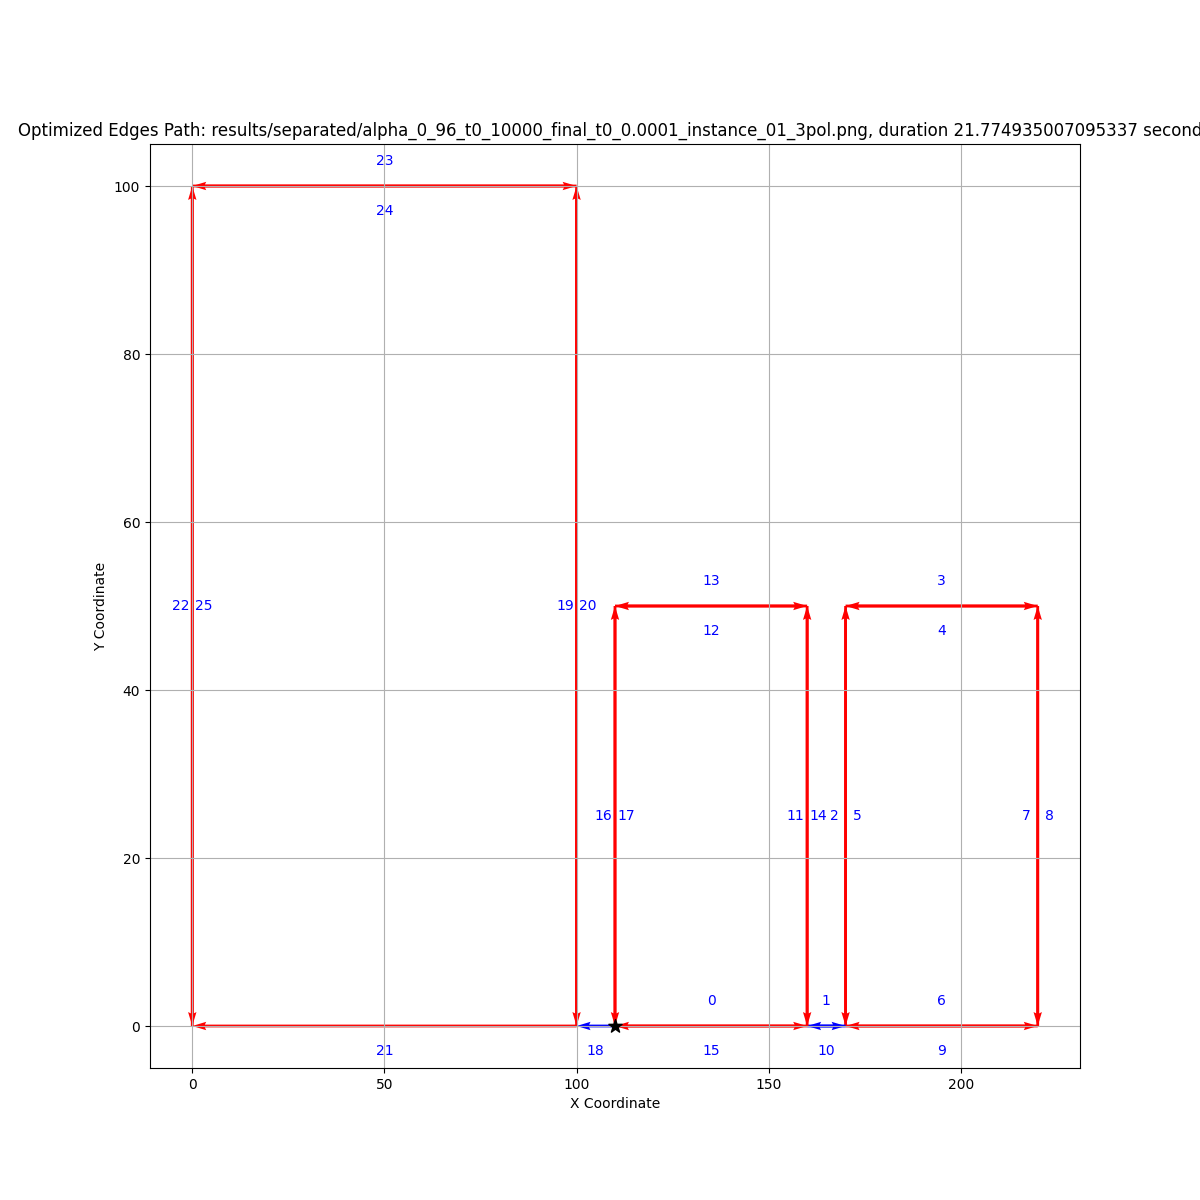 Optimized Edges Path: results/separated/alpha_0_96_t0_10000_final_t0_0.0001_instance_01_3pol.png, duration 21.774935007095337 second
23
100
24
80
60
22 25 19 20
13 3
12 4
40
16 17 11 14 2 5 7 8
20
0 1 6
0
21 18 15 10 9
0 50 100 150 200
X Coordinate
Y Coordinate